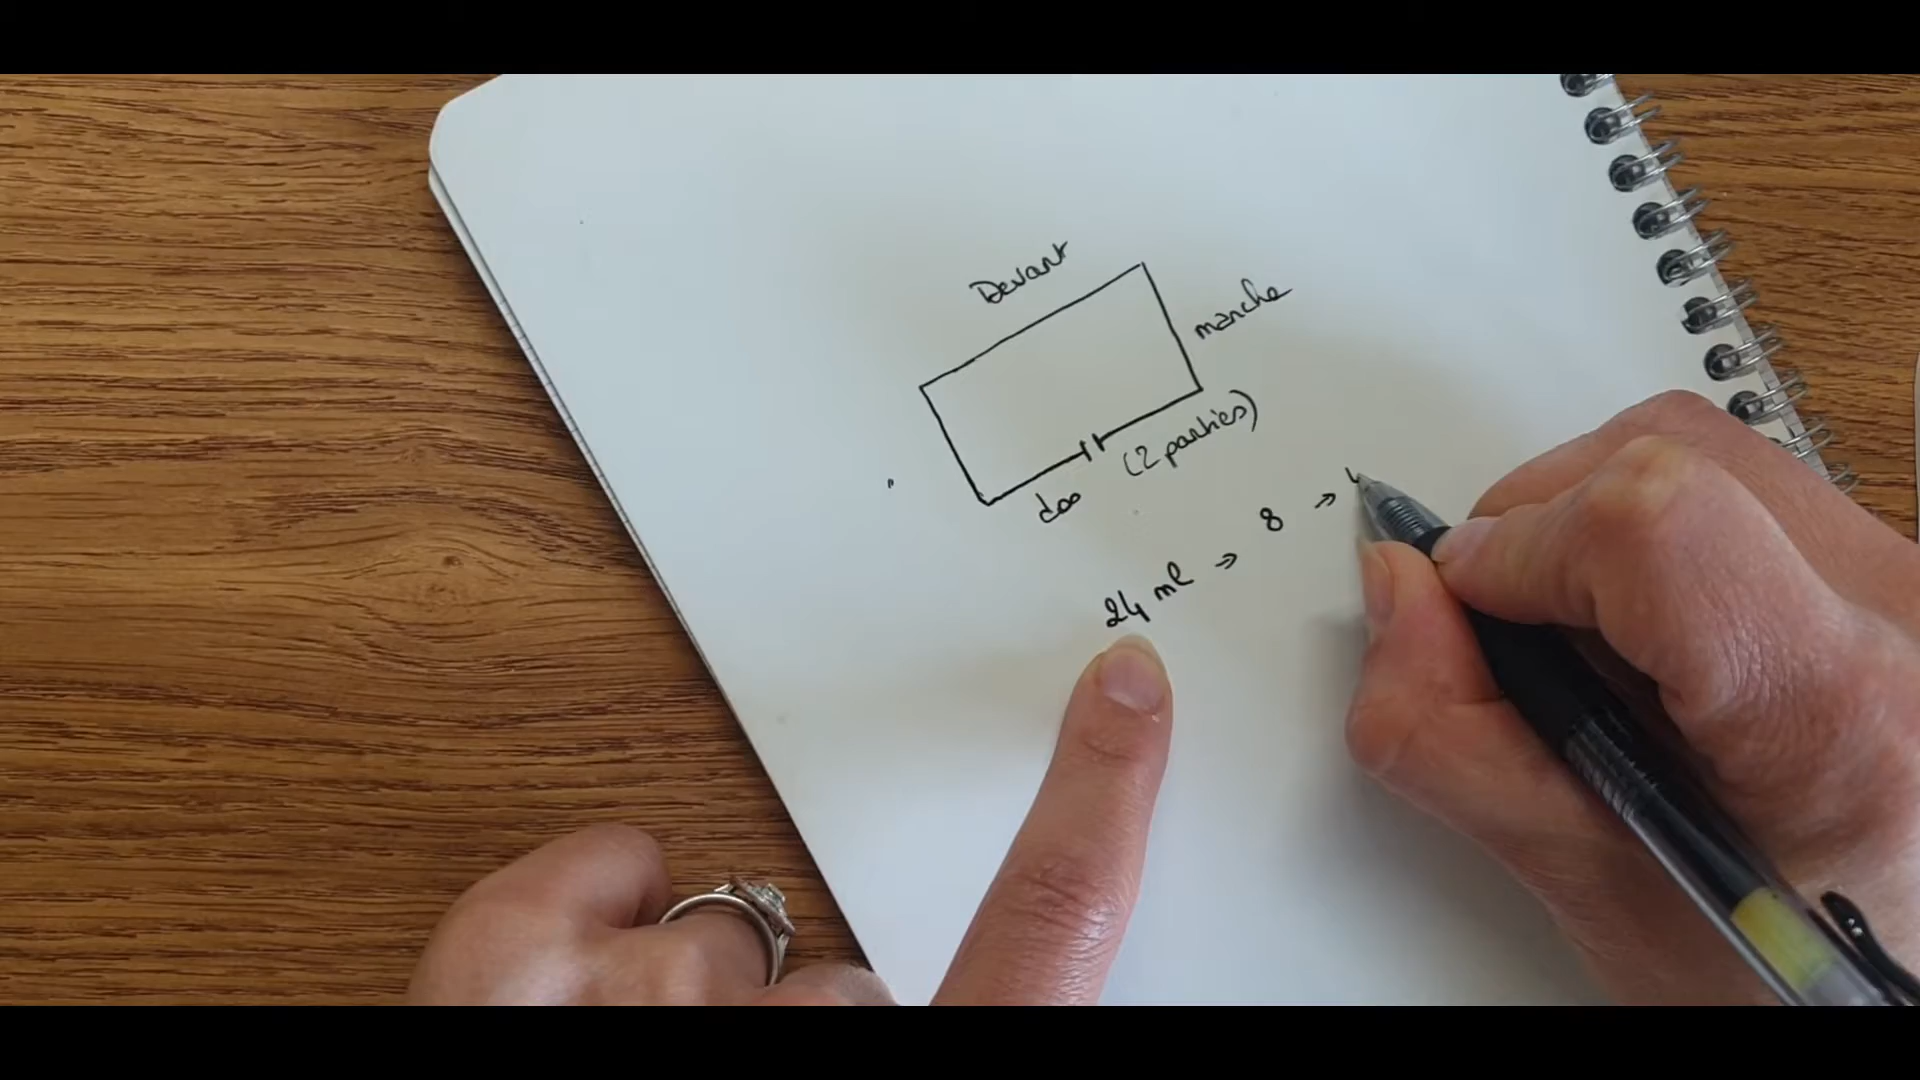 Devant
manche
dos (2 parties)
24 ml → 8 →